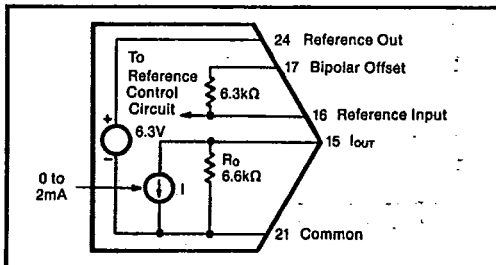 24 Reference Out
17 Bipolar Offset
To
Reference
Control
Circuit
6.3kΩ
16 Reference Input
+
6.3V
−
15 IOUT
0 to
2mA
I
RO
6.6kΩ
21 Common